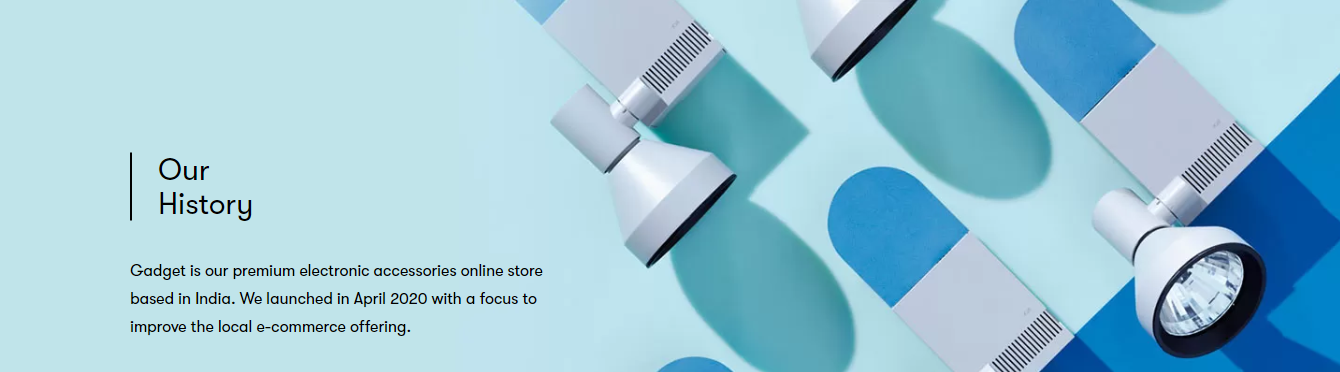 Our
History
Gadget is our premium electronic accessories online store
based in India. We launched in April 2020 with a focus to
improve the local e-commerce offering.